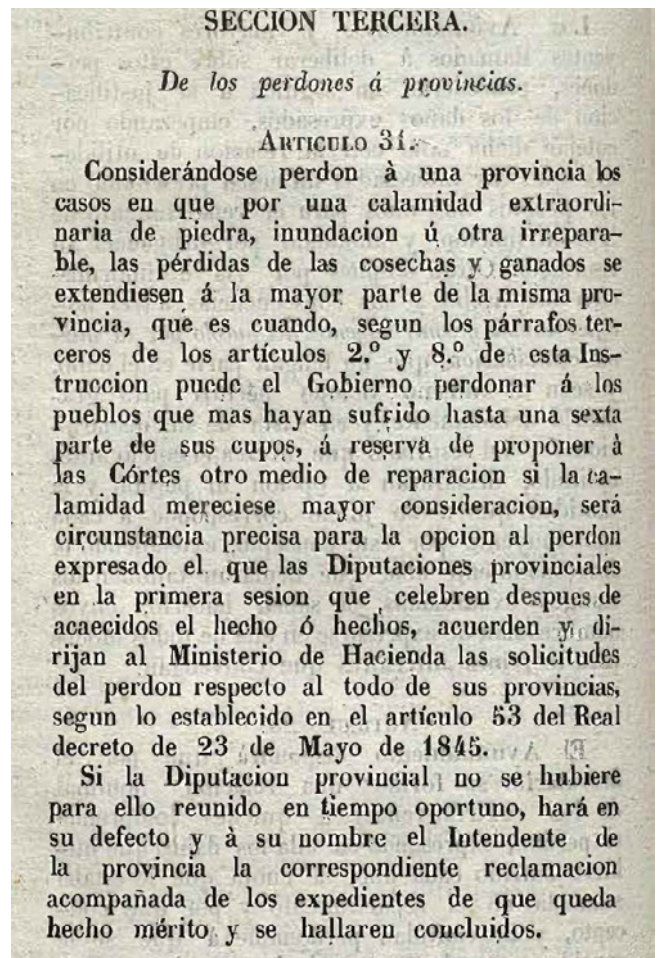 SECCION TERCERA.
De los perdones á provincias.
ARTICULO 31.
Considerándose perdon à una provincia los
casos en que por una calamidad extraordi-
naria de piedra, inundacion ú otra irrepara-
ble, las pérdidas de las cosechas y ganados se
extendiesen á la mayor parte de la misma pro-
vincia, que es cuando, segun los párrafos ter-
ceros de los artículos 2.º y 8.º de esta Ins-
truccion puede el Gobierno perdonar á los
pueblos que mas hayan sufrido hasta una sexta
parte de sus cupos, á reserva de proponer à
las Córtes otro medio de reparacion si la ca-
lamidad mereciese mayor consideracion, será
circunstancia precisa para la opcion al perdon
expresado el que las Diputaciones provinciales
en la primera sesion que celebren despues de
acaecidos el hecho ó hechos, acuerden y di-
rijan al Ministerio de Hacienda las solicitudes
del perdon respecto al todo de sus provincias,
segun lo establecido en el artículo 53 del Real
decreto de 23 de Mayo de 1845.
Si la Diputacion provincial no se hubiere
para ello reunido en tiempo oportuno, hará en
su defecto y à su nombre el Intendente de
la provincia la correspondiente reclamacion
acompañada de los expedientes de que queda
hecho mérito y se hallaren concluidos.